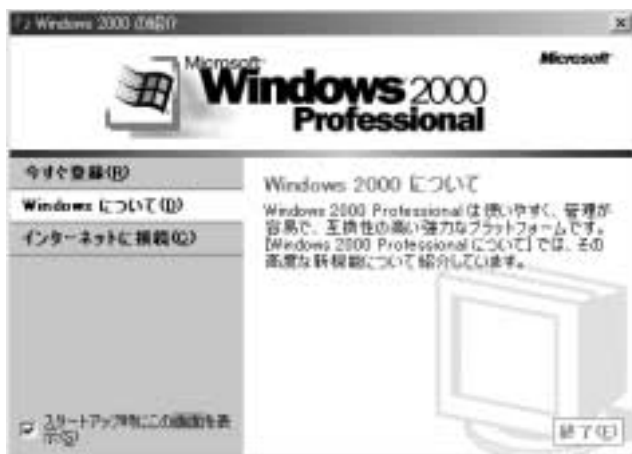 Windows 2000 の紹介
Microsoft
Microsoft
Windows 2000
Professional
今すぐ登録(R)
Windows について(D)
インターネットに接続(C)
Windows 2000 について
Windows 2000 Professional は使いやすく、管理が
容易で、互換性の高い強力なプラットフォームです。
[Windows 2000 Professional について] では、その
高度な新機能について紹介しています。
スタートアップ時にこの画面を表
示(S)
終了(E)